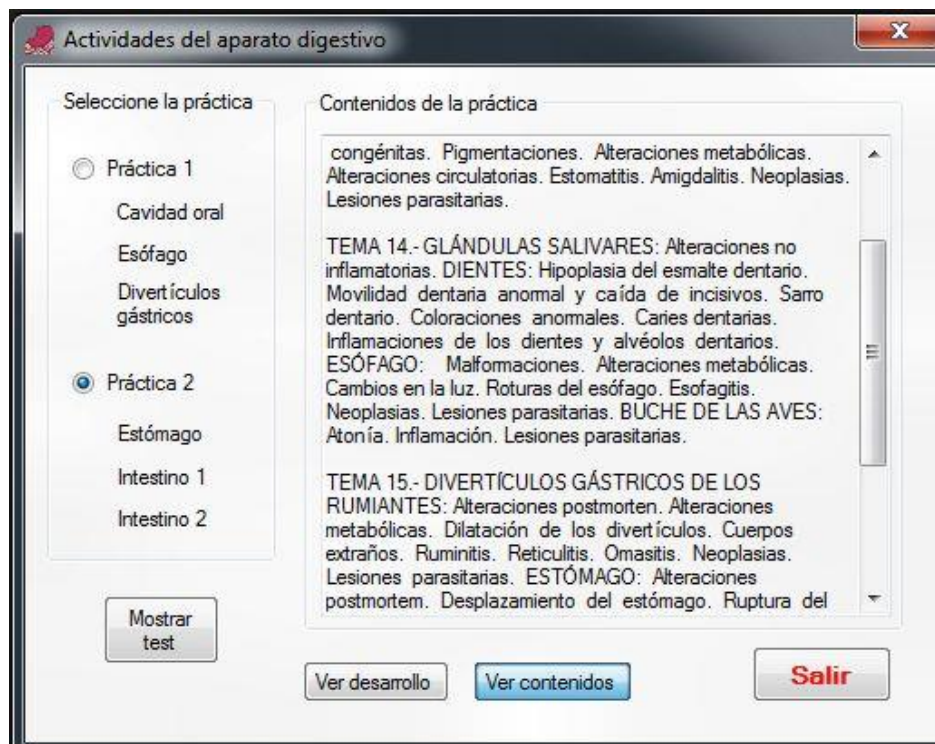 Actividades del aparato digestivo
x
Seleccione la práctica
Práctica 1
Cavidad oral
Esófago
Divertículos
gástricos
Práctica 2
Estómago
Intestino 1
Intestino 2
Mostrar
test
Contenidos de la práctica
congénitas. Pigmentaciones. Alteraciones metabólicas.
Alteraciones circulatorias. Estomatitis. Amigdalitis. Neoplasias.
Lesiones parasitarias.
TEMA 14.- GLÁNDULAS SALIVARES: Alteraciones no
inflamatorias. DIENTES: Hipoplasia del esmalte dentario.
Movilidad dentaria anormal y caída de incisivos. Sarro
dentario. Coloraciones anormales. Caries dentarias.
Inflamaciones de los dientes y alvéolos dentarios.
ESÓFAGO: Malformaciones. Alteraciones metabólicas.
Cambios en la luz. Roturas del esófago. Esofagitis.
Neoplasias. Lesiones parasitarias. BUCHE DE LAS AVES:
Atonía. Inflamación. Lesiones parasitarias.
TEMA 15.- DIVERTÍCULOS GÁSTRICOS DE LOS
RUMIANTES: Alteraciones postmorten. Alteraciones
metabólicas. Dilatación de los divertículos. Cuerpos
extraños. Ruminitis. Reticulitis. Omasitis. Neoplasias.
Lesiones parasitarias. ESTÓMAGO: Alteraciones
postmortem. Desplazamiento del estómago. Ruptura del
Ver desarrollo
Ver contenidos
Salir